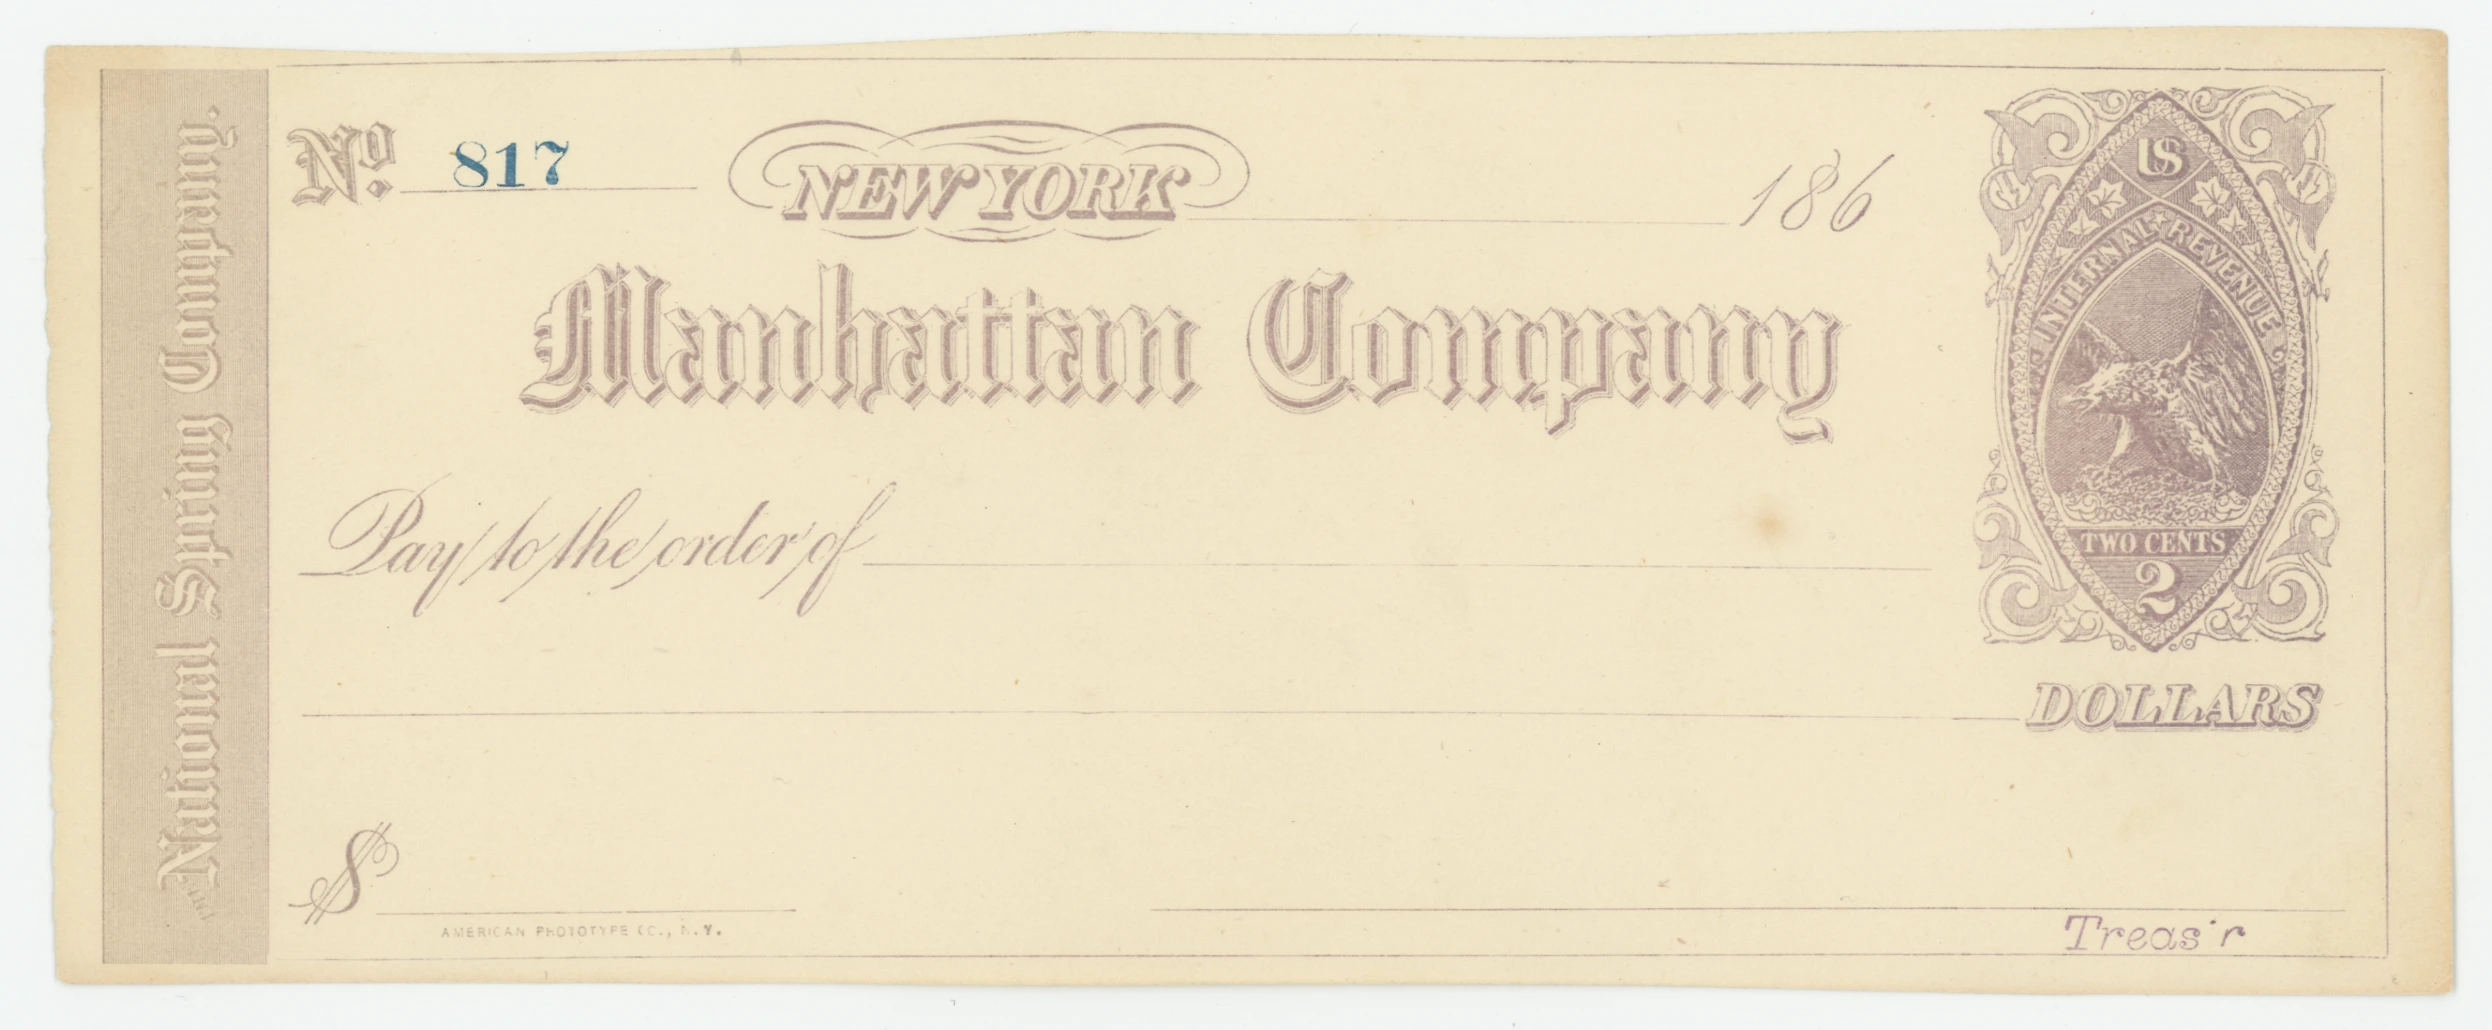 The National Spring Company.
No. 817
NEW YORK 186
Manhattan Company
Pay to the order of
DOLLARS
$
AMERICAN PHOTOTYPE CO., N.Y.
Treas'r
US
INTERNAL REVENUE
TWO CENTS
2